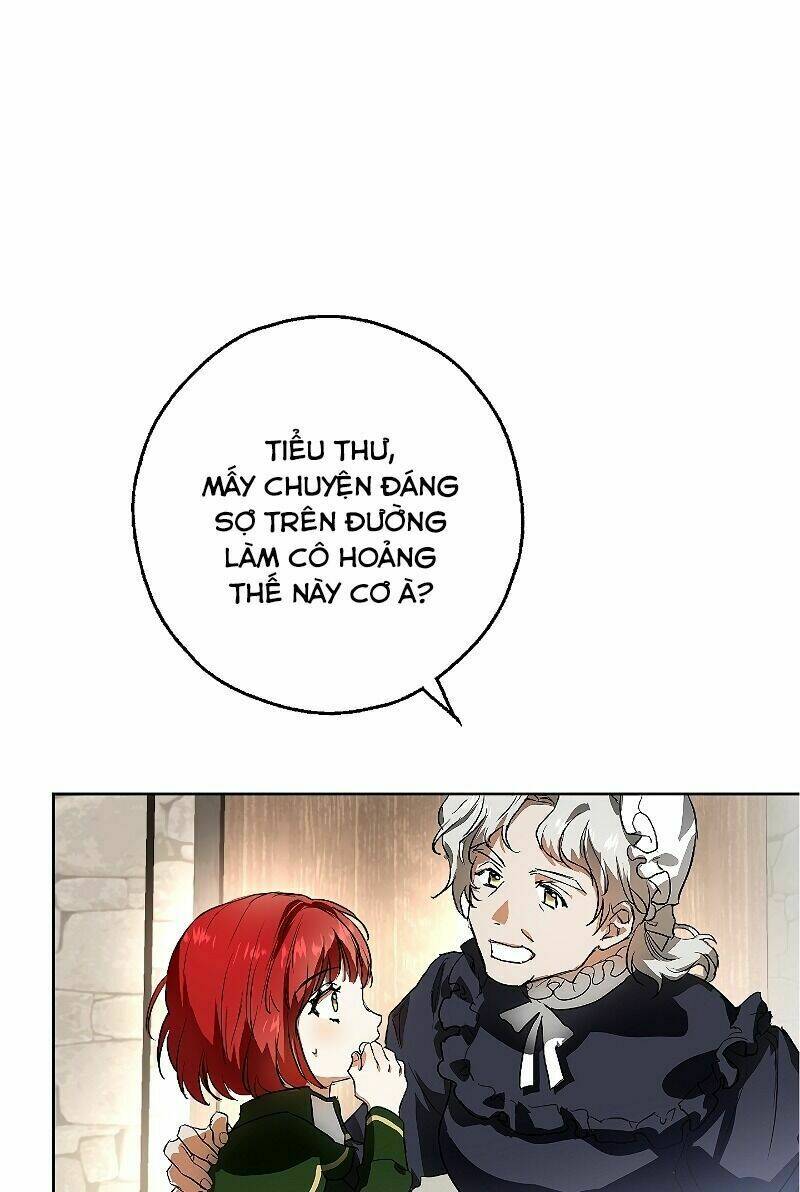 TIỂU THƯ,
MẤY CHUYỆN ĐÁNG
SỢ TRÊN ĐƯỜNG
LÀM CÔ HOẢNG
THẾ NÀY CƠ À?